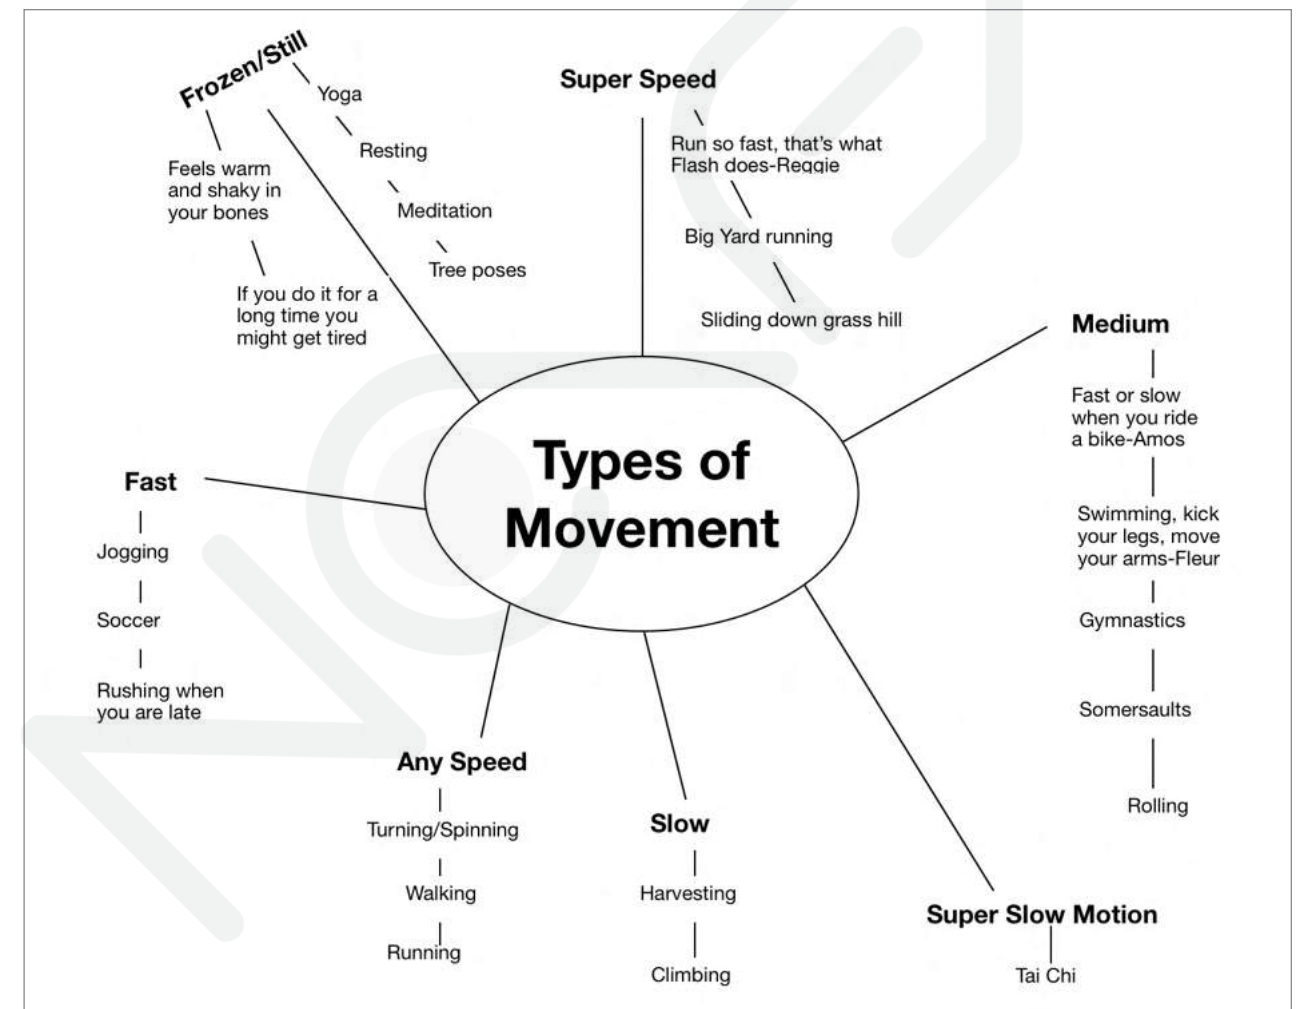 Frozen/Still
Yoga
Resting
Meditation
Tree poses
Feels warm
and shaky in
your bones
If you do it for a
long time you
might get tired
Super Speed
Run so fast, that's what
Flash does-Reggie
Big Yard running
Sliding down grass hill
Medium
Fast or slow
when you ride
a bike-Amos
Swimming, kick
your legs, move
your arms-Fleur
Gymnastics
Somersaults
Rolling
Types of
Movement
Fast
Jogging
Soccer
Rushing when
you are late
Any Speed
Turning/Spinning
Walking
Running
Slow
Harvesting
Climbing
Super Slow Motion
Tai Chi